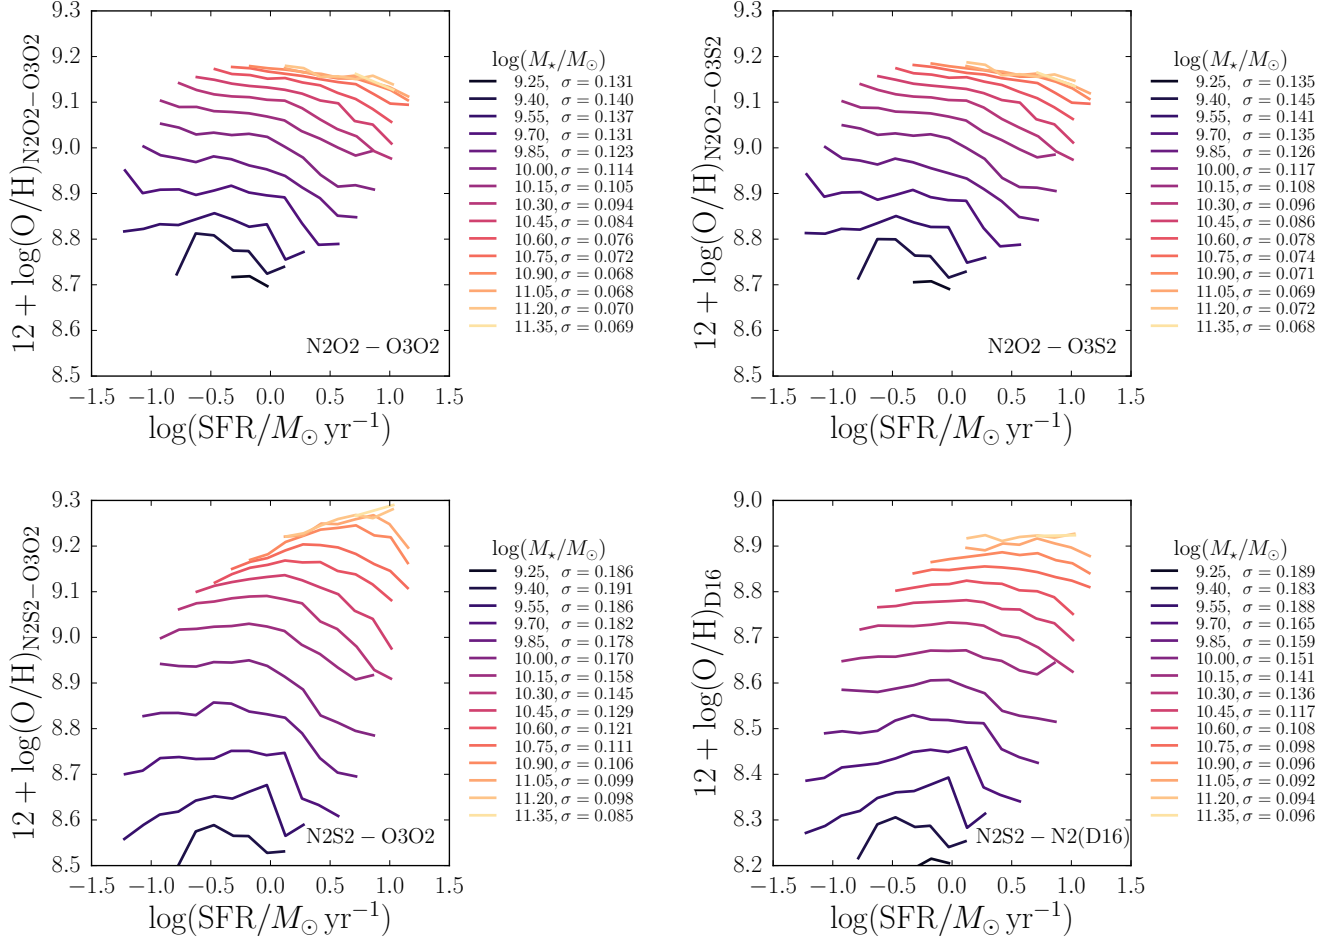 9.3
9.2
9.1
9.0
8.9
8.8
8.7
8.6
8.5
12 + log(O/H)N2O2−O3O2
N2O2 − O3O2
−1.5 −1.0 −0.5 0.0 0.5 1.0 1.5
log(SFR/M⊙ yr−1)
log(M⋆/M⊙)
9.25, σ = 0.131
9.40, σ = 0.140
9.55, σ = 0.137
9.70, σ = 0.131
9.85, σ = 0.123
10.00, σ = 0.114
10.15, σ = 0.105
10.30, σ = 0.094
10.45, σ = 0.084
10.60, σ = 0.076
10.75, σ = 0.072
10.90, σ = 0.068
11.05, σ = 0.068
11.20, σ = 0.070
11.35, σ = 0.069
9.3
9.2
9.1
9.0
8.9
8.8
8.7
8.6
8.5
12 + log(O/H)N2O2−O3S2
N2O2 − O3S2
−1.5 −1.0 −0.5 0.0 0.5 1.0 1.5
log(SFR/M⊙ yr−1)
log(M⋆/M⊙)
9.25, σ = 0.135
9.40, σ = 0.145
9.55, σ = 0.141
9.70, σ = 0.135
9.85, σ = 0.126
10.00, σ = 0.117
10.15, σ = 0.108
10.30, σ = 0.096
10.45, σ = 0.086
10.60, σ = 0.078
10.75, σ = 0.074
10.90, σ = 0.071
11.05, σ = 0.069
11.20, σ = 0.072
11.35, σ = 0.068
9.3
9.2
9.1
9.0
8.9
8.8
8.7
8.6
8.5
12 + log(O/H)N2S2−O3O2
N2S2 − O3O2
−1.5 −1.0 −0.5 0.0 0.5 1.0 1.5
log(SFR/M⊙ yr−1)
log(M⋆/M⊙)
9.25, σ = 0.186
9.40, σ = 0.191
9.55, σ = 0.186
9.70, σ = 0.182
9.85, σ = 0.178
10.00, σ = 0.170
10.15, σ = 0.158
10.30, σ = 0.145
10.45, σ = 0.129
10.60, σ = 0.121
10.75, σ = 0.111
10.90, σ = 0.106
11.05, σ = 0.099
11.20, σ = 0.098
11.35, σ = 0.085
9.0
8.9
8.8
8.7
8.6
8.5
8.4
8.3
8.2
12 + log(O/H)D16
N2S2 − N2(D16)
−1.5 −1.0 −0.5 0.0 0.5 1.0 1.5
log(SFR/M⊙ yr−1)
log(M⋆/M⊙)
9.25, σ = 0.189
9.40, σ = 0.183
9.55, σ = 0.188
9.70, σ = 0.165
9.85, σ = 0.159
10.00, σ = 0.151
10.15, σ = 0.141
10.30, σ = 0.136
10.45, σ = 0.117
10.60, σ = 0.108
10.75, σ = 0.098
10.90, σ = 0.096
11.05, σ = 0.092
11.20, σ = 0.094
11.35, σ = 0.096